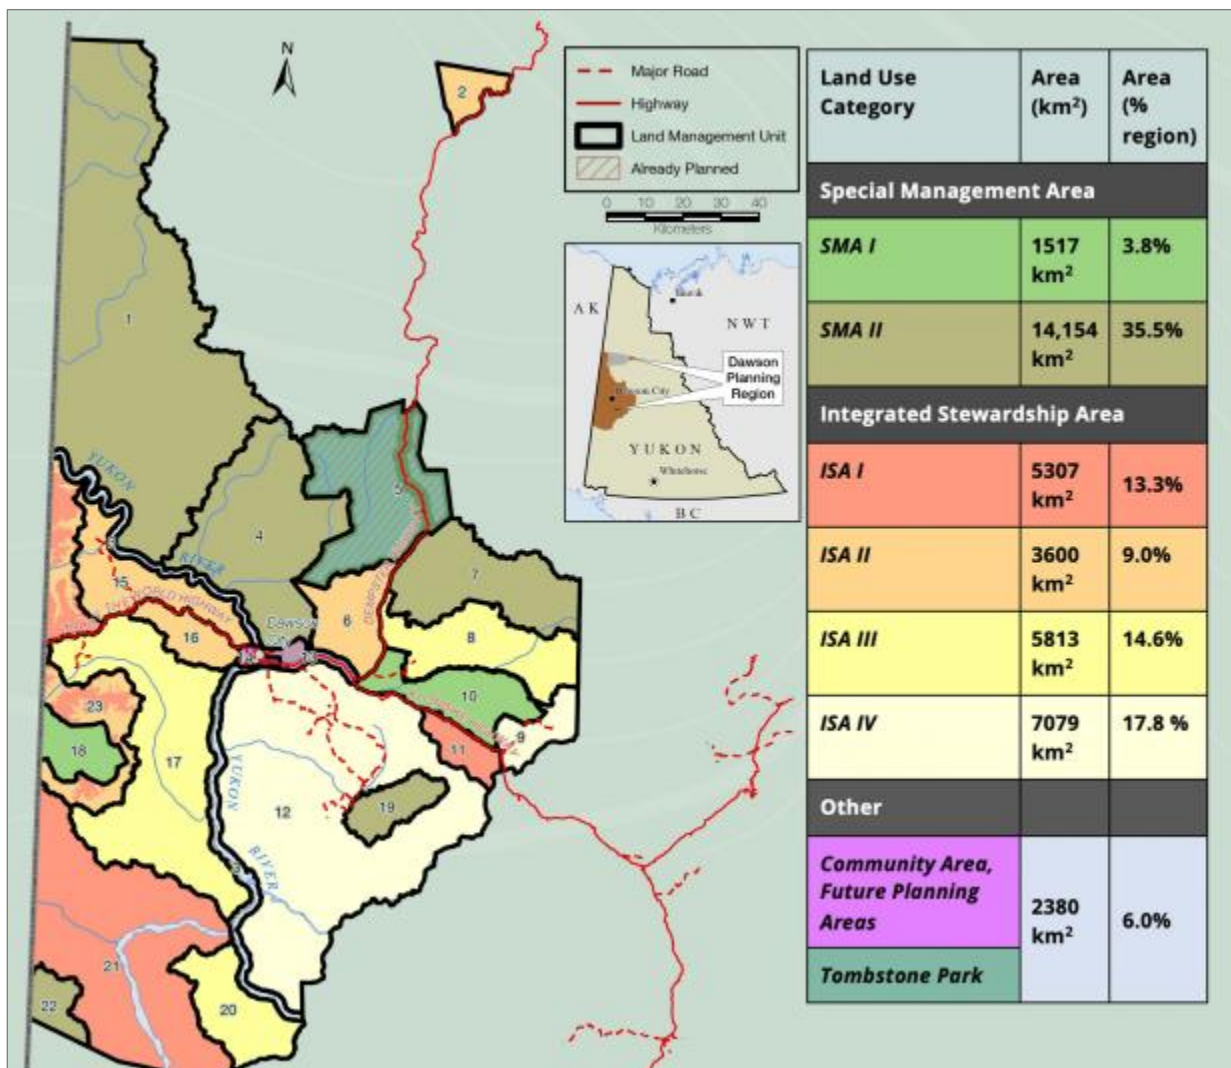 N
Major Road
Highway
Land Management Unit
Already Planned
0 10 20 30 40
Kilometers
AK
NWT
Dawson
Planning
Region
YUKON
Whitehorse
BC
Land Use
Category
Area
(km²)
Area
(%
region)
Special Management Area
SMA I
1517
km²
3.8%
SMA II
14,154
km²
35.5%
Integrated Stewardship Area
ISA I
5307
km²
13.3%
ISA II
3600
km²
9.0%
ISA III
5813
km²
14.6%
ISA IV
7079
km²
17.8 %
Other
Community Area,
Future Planning
Areas
2380
km²
6.0%
Tombstone Park
2
1
YUKON
RIVER
4
5
7
6
8
15
THE WORLD HIGHWAY
16
Dawson
City
10
9
11
23
18
17
YUKON
RIVER
12
19
21
22
20